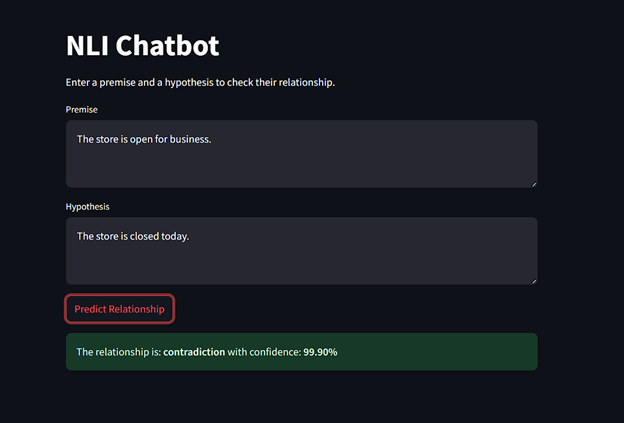 NLI Chatbot
Enter a premise and a hypothesis to check their relationship.
Premise
The store is open for business.
Hypothesis
The store is closed today.
Predict Relationship
The relationship is: contradiction with confidence: 99.90%